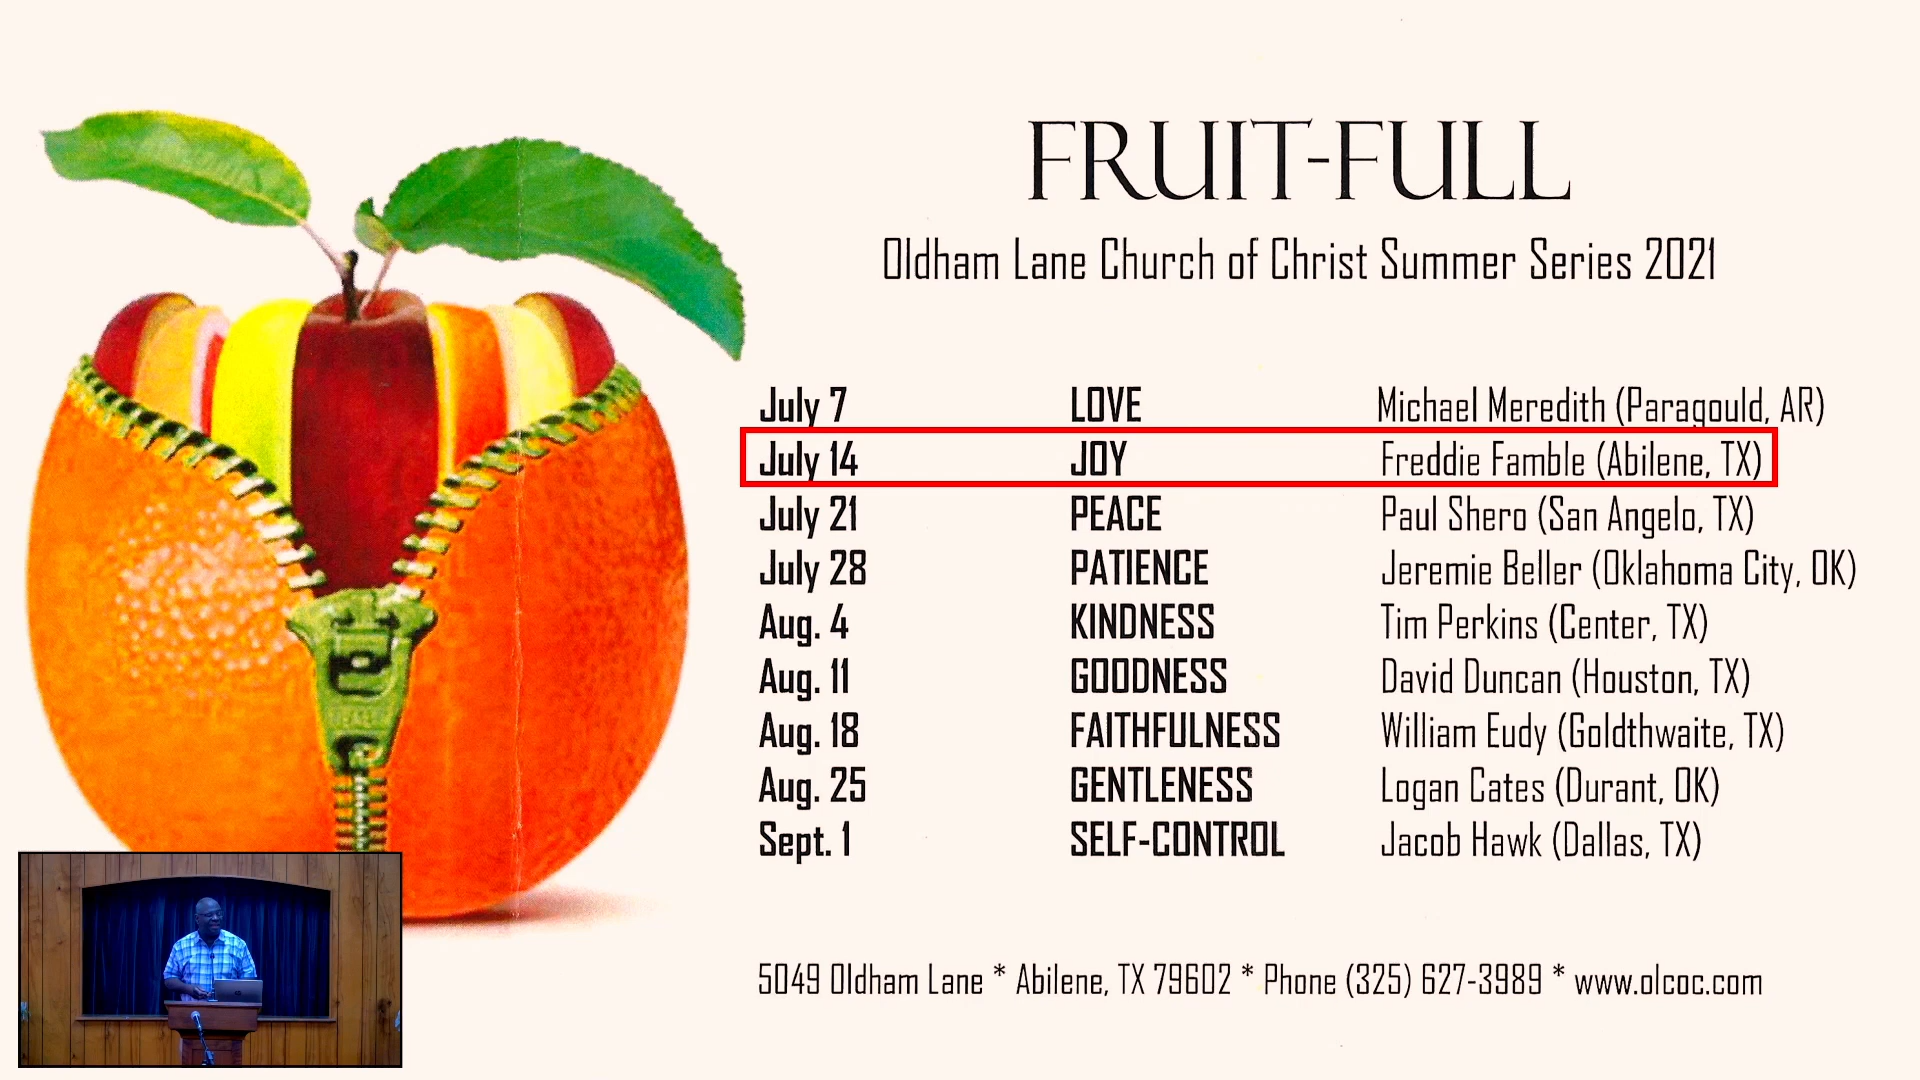 FRUIT-FULL
Oldham Lane Church of Christ Summer Series 2021
July 7 LOVE Michael Meredith (Paragould, AR)
July 14 JOY Freddie Famble (Abilene, TX)
July 21 PEACE Paul Shero (San Angelo, TX)
July 28 PATIENCE Jeremie Beller (Oklahoma City, OK)
Aug. 4 KINDNESS Tim Perkins (Center, TX)
Aug. 11 GOODNESS David Duncan (Houston, TX)
Aug. 18 FAITHFULNESS William Eudy (Goldthwaite, TX)
Aug. 25 GENTLENESS Logan Cates (Durant, OK)
Sept. 1 SELF-CONTROL Jacob Hawk (Dallas, TX)
5049 Oldham Lane * Abilene, TX 79602 * Phone (325) 627-3989 * www.olcoc.com